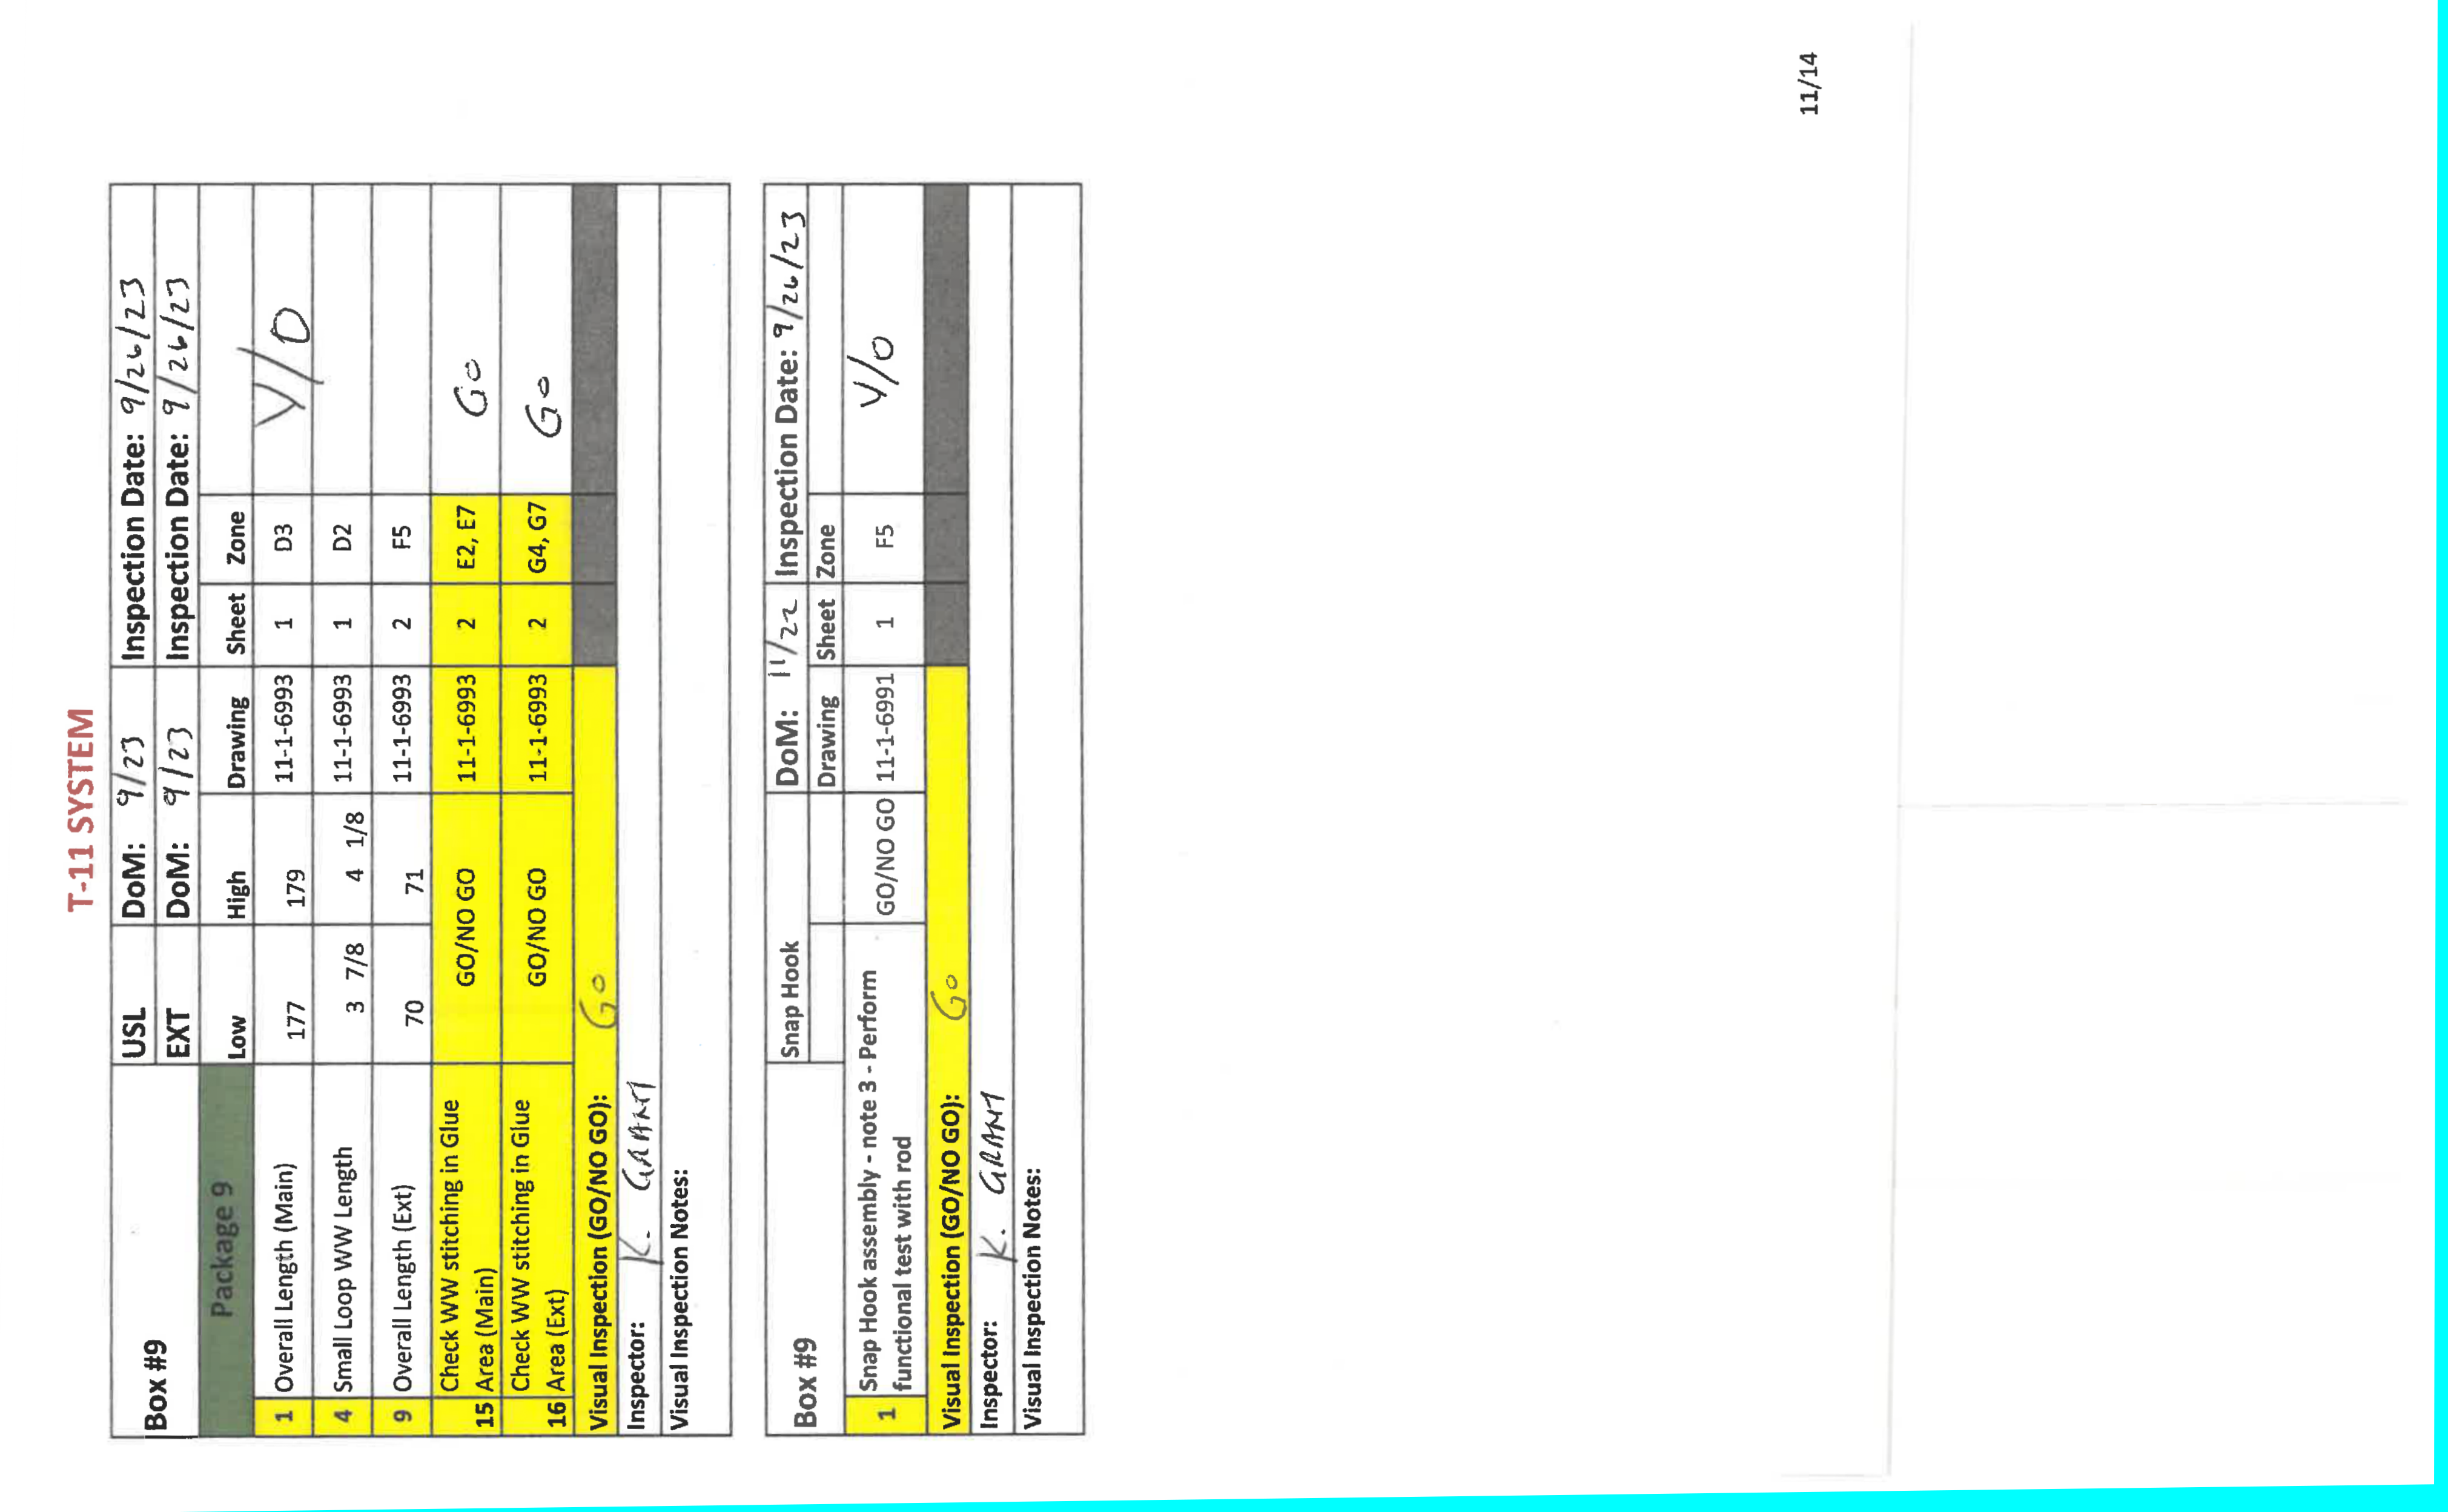 T-11 SYSTEM
Box #9 USL DoM: 9/23 Inspection Date: 9/26/23
EXT DoM: 9/23 Inspection Date: 9/26/23
Package 9 Low High Drawing Sheet Zone
1 Overall Length (Main) 177 179 11-1-6993 1 D3 V/D
4 Small Loop WW Length 3 7/8 4 1/8 11-1-6993 1 D2
9 Overall Length (Ext) 70 71 11-1-6993 2 F5
Check WW stitching in Glue
15 Area (Main) GO/NO GO 11-1-6993 2 E2, E7 Go
Check WW stitching in Glue
16 Area (Ext) GO/NO GO 11-1-6993 2 G4, G7 Go
Visual Inspection (GO/NO GO): Go
Inspector: K. GRANT
Visual Inspection Notes:
Box #9 Snap Hook DoM: 11/22 Inspection Date: 9/26/23
Drawing Sheet Zone
1 Snap Hook assembly - note 3 - Perform
functional test with rod GO/NO GO 11-1-6991 1 F5 V/O
Visual Inspection (GO/NO GO): Go
Inspector: K. GRANT
Visual Inspection Notes:
11/14